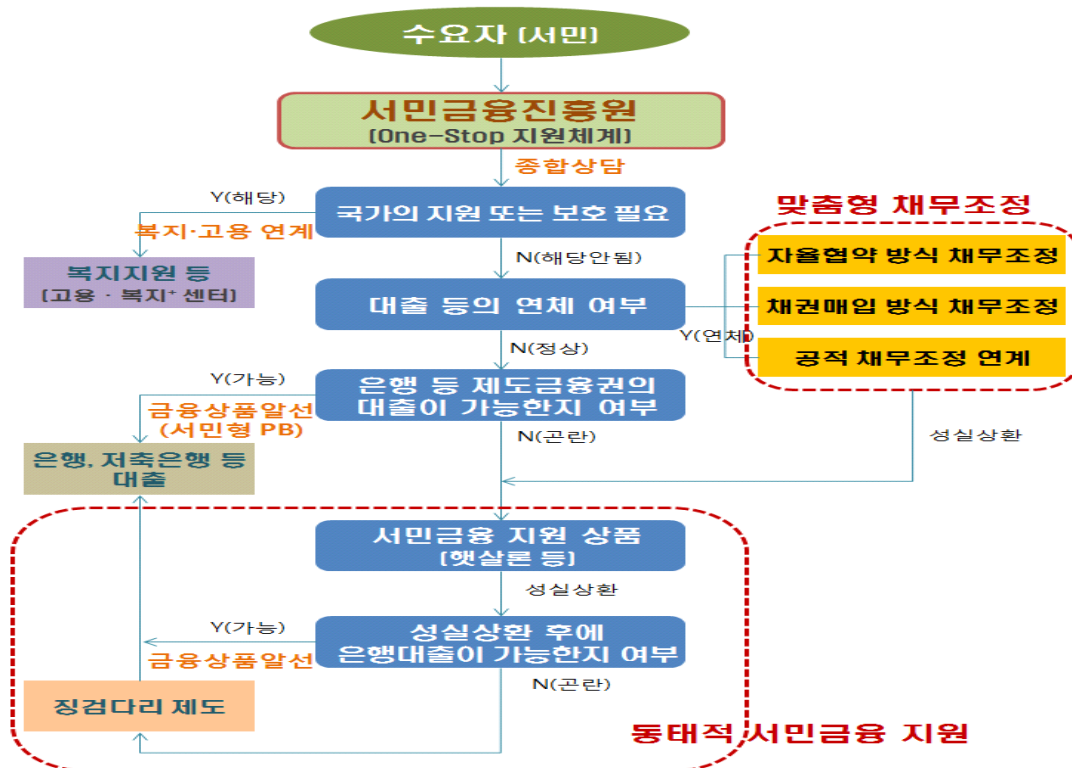 수요자 [서민]
서민금융진흥원
[One-Stop 지원체계]
종합상담
Y(해당)
국가의 지원 또는 보호 필요
맞춤형 채무조정
복지·고용 연계
N(해당안됨)
자율협약 방식 채무조정
복지지원 등
[고용 · 복지⁺ 센터]
대출 등의 연체 여부
채권매입 방식 채무조정
Y(연체)
N(정상)
공적 채무조정 연계
Y(가능)
은행 등 제도금융권의
대출이 가능한지 여부
금융상품알선
(서민형 PB)
N(곤란)
성실상환
은행, 저축은행 등
대출
서민금융 지원 상품
[햇살론 등]
성실상환
Y(가능)
성실상환 후에
은행대출이 가능한지 여부
금융상품알선
N(곤란)
징검다리 제도
동태적 서민금융 지원